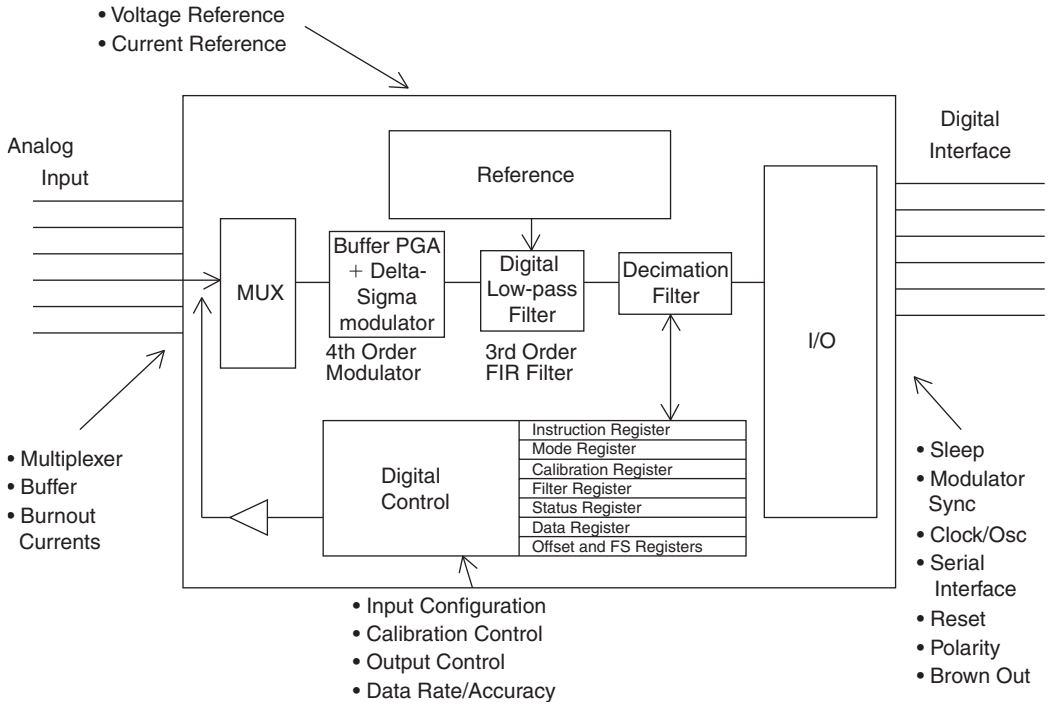 • Voltage Reference
• Current Reference
Analog
Input
Digital
Interface
Reference
MUX
Buffer PGA
+ Delta-
Sigma
modulator
4th Order
Modulator
Digital
Low-pass
Filter
3rd Order
FIR Filter
Decimation
Filter
I/O
Digital
Control
Instruction Register
Mode Register
Calibration Register
Filter Register
Status Register
Data Register
Offset and FS Registers
• Multiplexer
• Buffer
• Burnout
Currents
• Sleep
• Modulator
Sync
• Clock/Osc
• Serial
Interface
• Reset
• Polarity
• Brown Out
• Input Configuration
• Calibration Control
• Output Control
• Data Rate/Accuracy